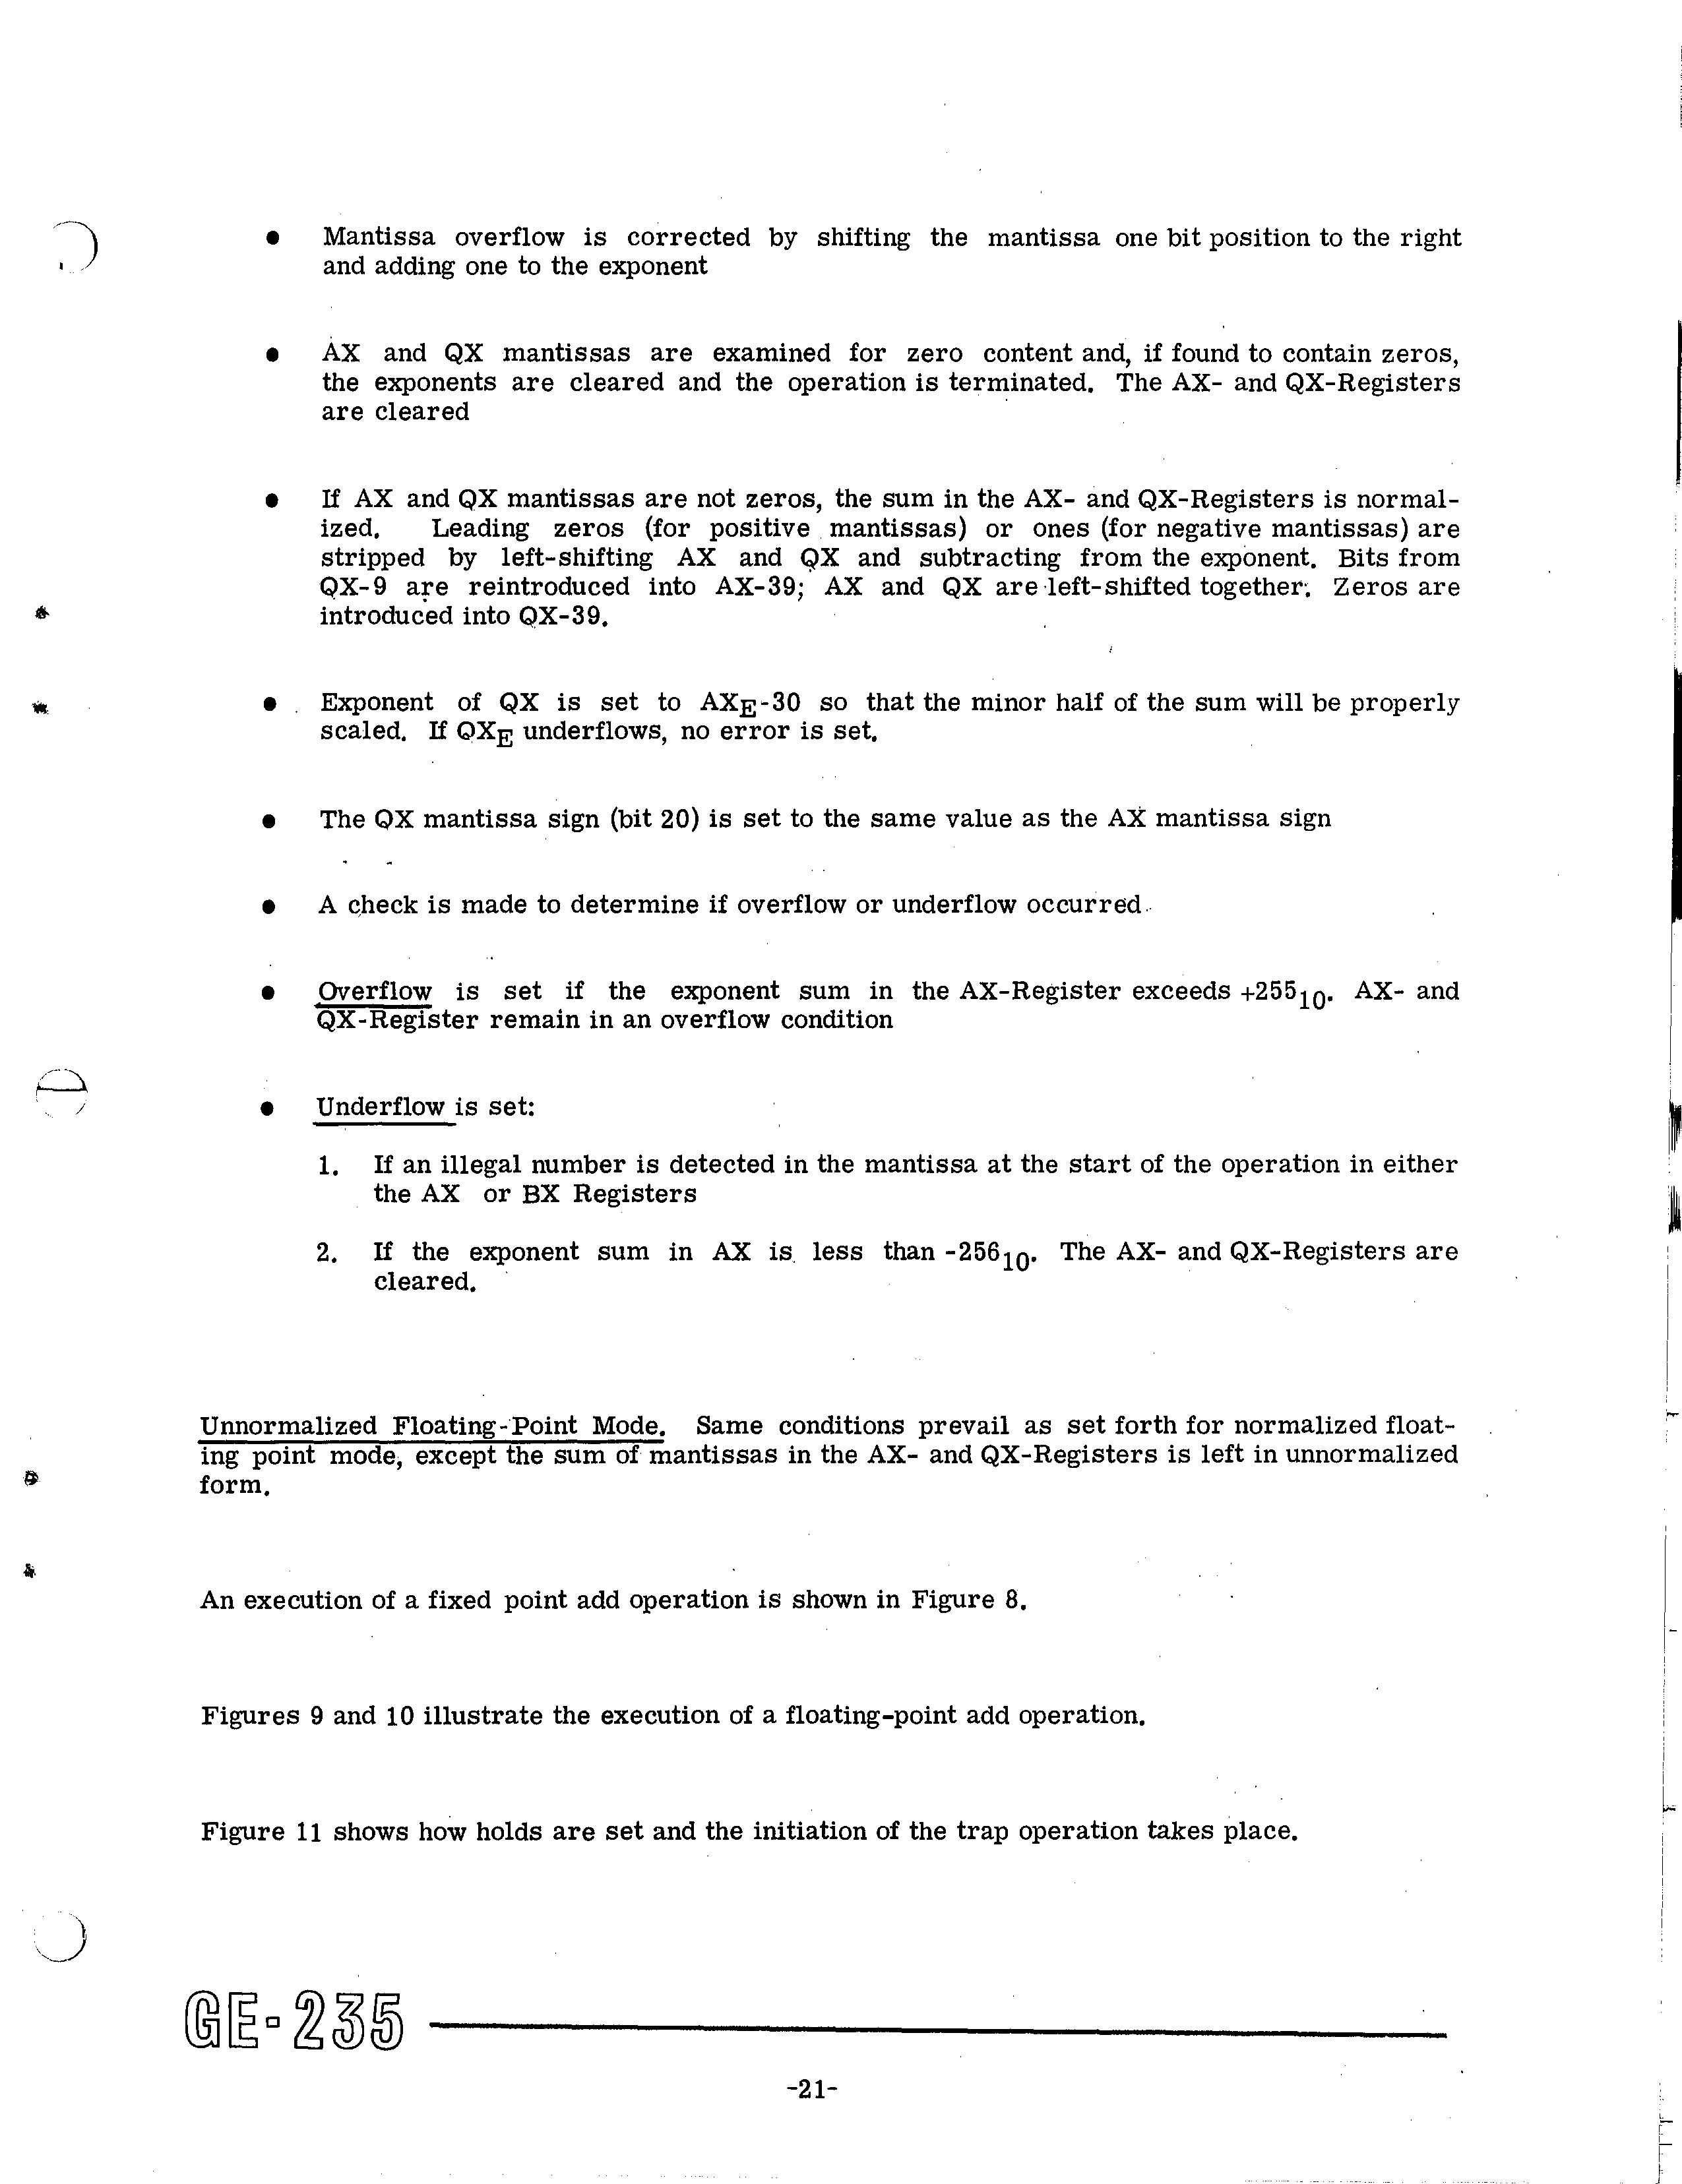 • Mantissa overflow is corrected by shifting the mantissa one bit position to the right
and adding one to the exponent
• AX and QX mantissas are examined for zero content and, if found to contain zeros,
the exponents are cleared and the operation is terminated. The AX- and QX-Registers
are cleared
• If AX and QX mantissas are not zeros, the sum in the AX- and QX-Registers is normal-
ized. Leading zeros (for positive mantissas) or ones (for negative mantissas) are
stripped by left-shifting AX and QX and subtracting from the exponent. Bits from
QX-9 are reintroduced into AX-39; AX and QX are left-shifted together. Zeros are
introduced into QX-39.
• Exponent of QX is set to AX_E-30 so that the minor half of the sum will be properly
scaled. If QX_E underflows, no error is set.
• The QX mantissa sign (bit 20) is set to the same value as the AX mantissa sign
• A check is made to determine if overflow or underflow occurred
• Overflow is set if the exponent sum in the AX-Register exceeds +255₁₀. AX- and
QX-Register remain in an overflow condition
• Underflow is set:
1. If an illegal number is detected in the mantissa at the start of the operation in either
the AX or BX Registers
2. If the exponent sum in AX is less than -256₁₀. The AX- and QX-Registers are
cleared.
Unnormalized Floating-Point Mode. Same conditions prevail as set forth for normalized float-
ing point mode, except the sum of mantissas in the AX- and QX-Registers is left in unnormalized
form.
An execution of a fixed point add operation is shown in Figure 8.
Figures 9 and 10 illustrate the execution of a floating-point add operation.
Figure 11 shows how holds are set and the initiation of the trap operation takes place.
GE-235
-21-